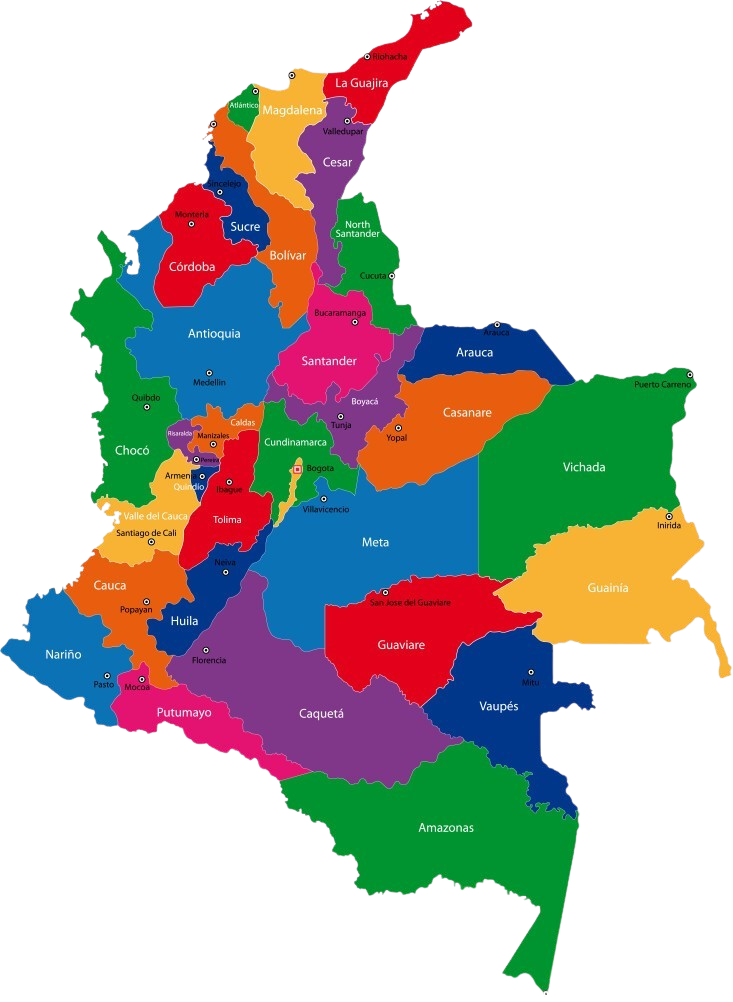 Riohacha
La Guajira
Atlántico
Magdalena
Valledupar
Cesar
Sincelejo
Monteria
Sucre
North
Santander
Bolívar
Córdoba
Cucuta
Bucaramanga
Antioquia
Arauca
Arauca
Santander
Medellin
Puerto Carreno
Quibdo
Boyacá
Casanare
Caldas
Tunja
Risaralda
Manizales
Yopal
Cundinamarca
Chocó
Pereira
Bogota
Vichada
Armenia
Quindío
Ibague
Villavicencio
Valle del Cauca
Tolima
Inirida
Santiago de Cali
Meta
Neiva
Cauca
Guainía
Popayan
San Jose del Guaviare
Huila
Guaviare
Nariño
Florencia
Pasto
Mocoa
Mitu
Vaupés
Putumayo
Caquetá
Amazonas